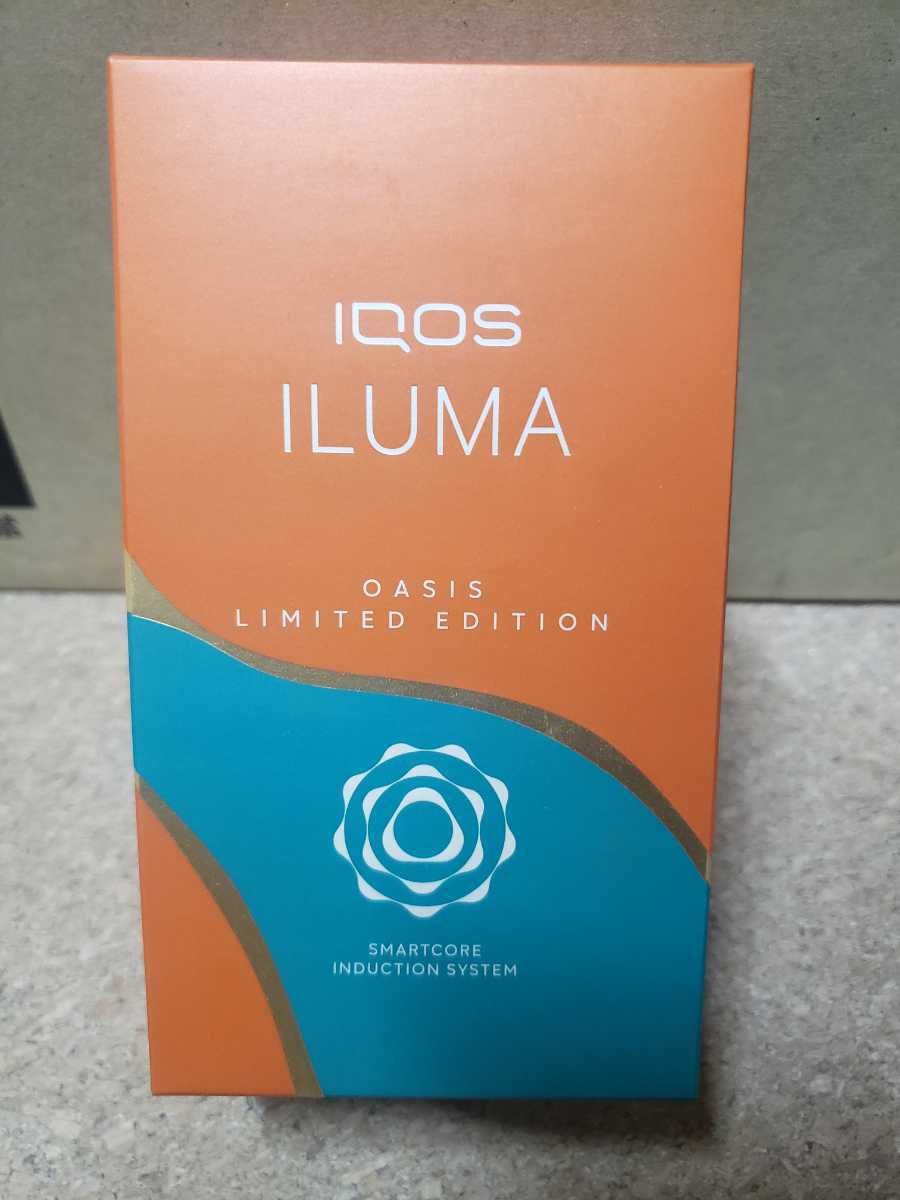 IQOS
ILUMA
OASIS
LIMITED EDITION
SMARTCORE
INDUCTION SYSTEM